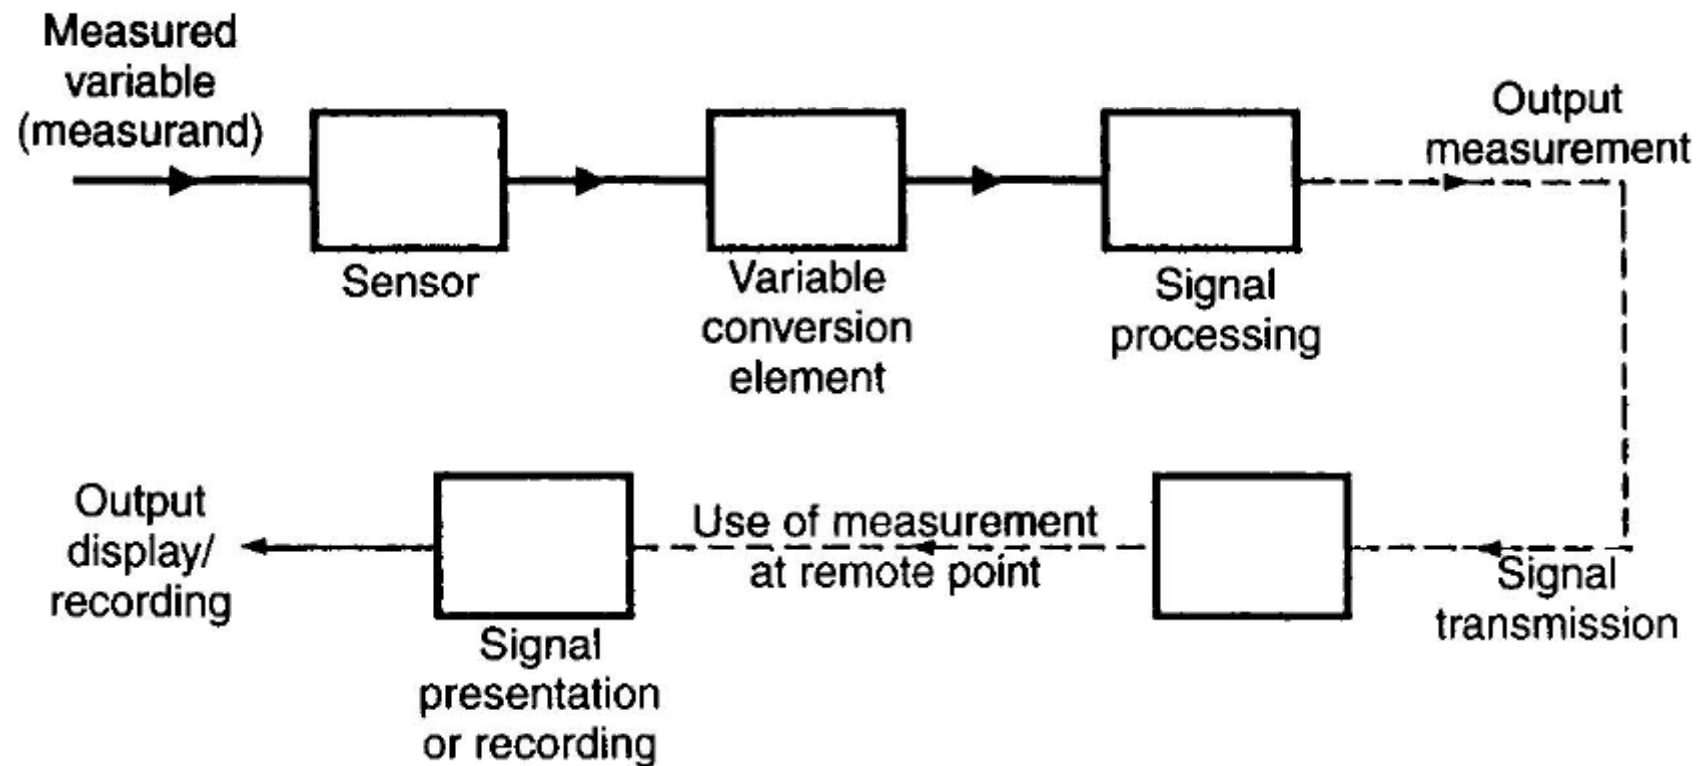 Measured
variable
(measurand)
Sensor
Variable
conversion
element
Signal
processing
Output
measurement
Signal
transmission
Use of measurement
at remote point
Signal
presentation
or recording
Output
display/
recording